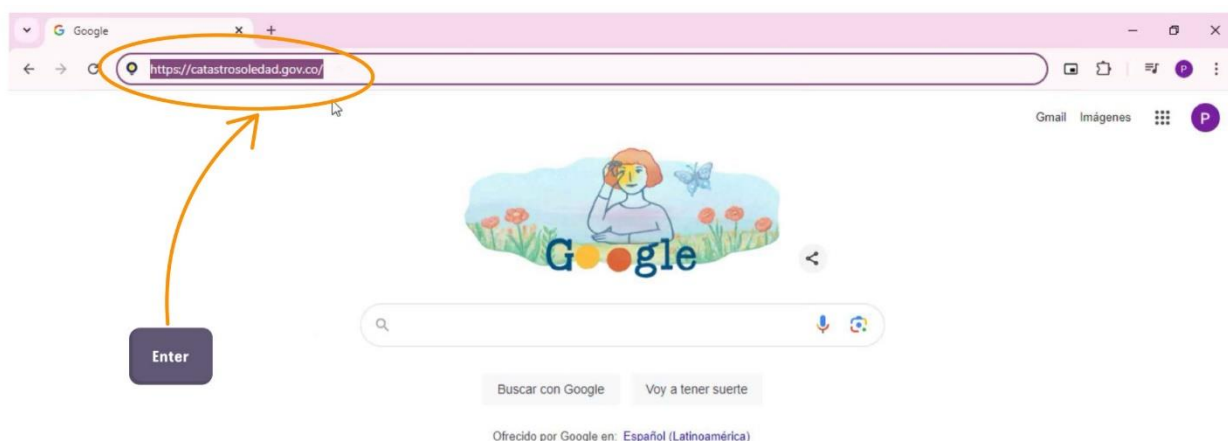 Google
https://catastrosoledad.gov.co/
P
Gmail Imágenes P
Google
Enter
Buscar con Google Voy a tener suerte
Ofrecido por Google en: Español (Latinoamérica)